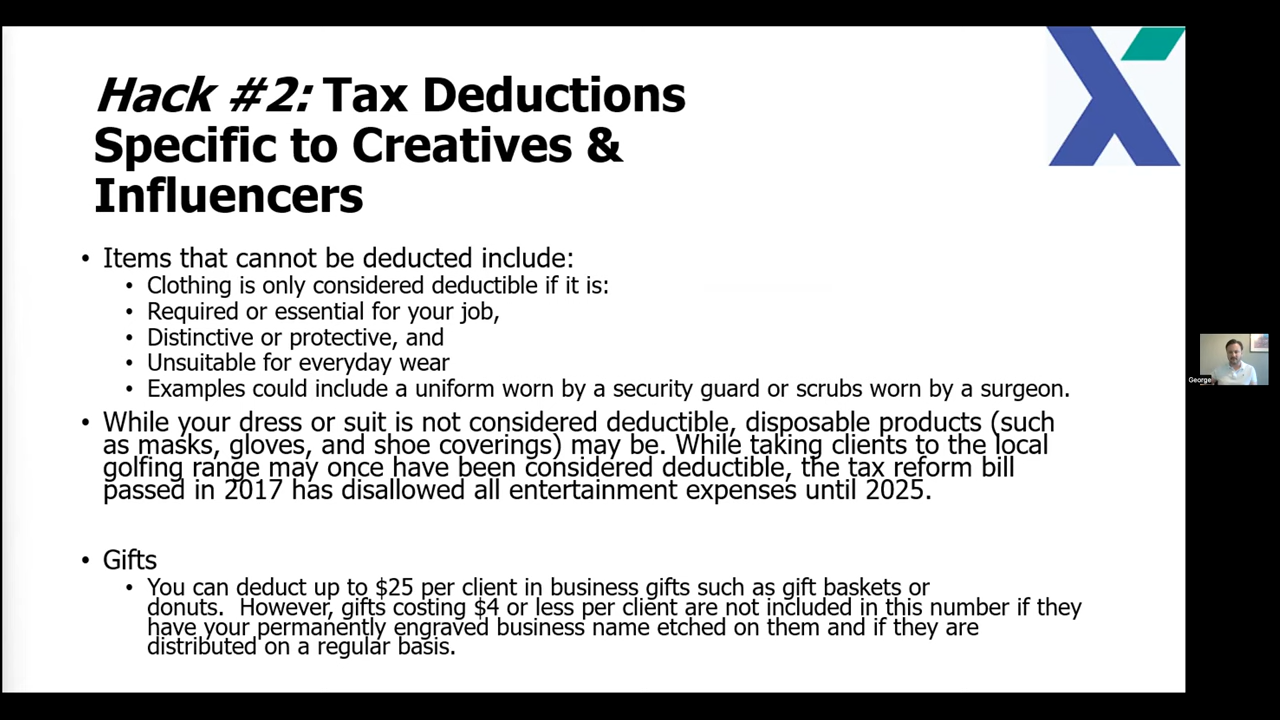 Hack #2: Tax Deductions
Specific to Creatives &
Influencers
• Items that cannot be deducted include:
• Clothing is only considered deductible if it is:
• Required or essential for your job,
• Distinctive or protective, and
• Unsuitable for everyday wear
• Examples could include a uniform worn by a security guard or scrubs worn by a surgeon.
• While your dress or suit is not considered deductible, disposable products (such
as masks, gloves, and shoe coverings) may be. While taking clients to the local
golfing range may once have been considered deductible, the tax reform bill
passed in 2017 has disallowed all entertainment expenses until 2025.
• Gifts
• You can deduct up to $25 per client in business gifts such as gift baskets or
donuts.  However, gifts costing $4 or less per client are not included in this number if they
have your permanently engraved business name etched on them and if they are
distributed on a regular basis.
George